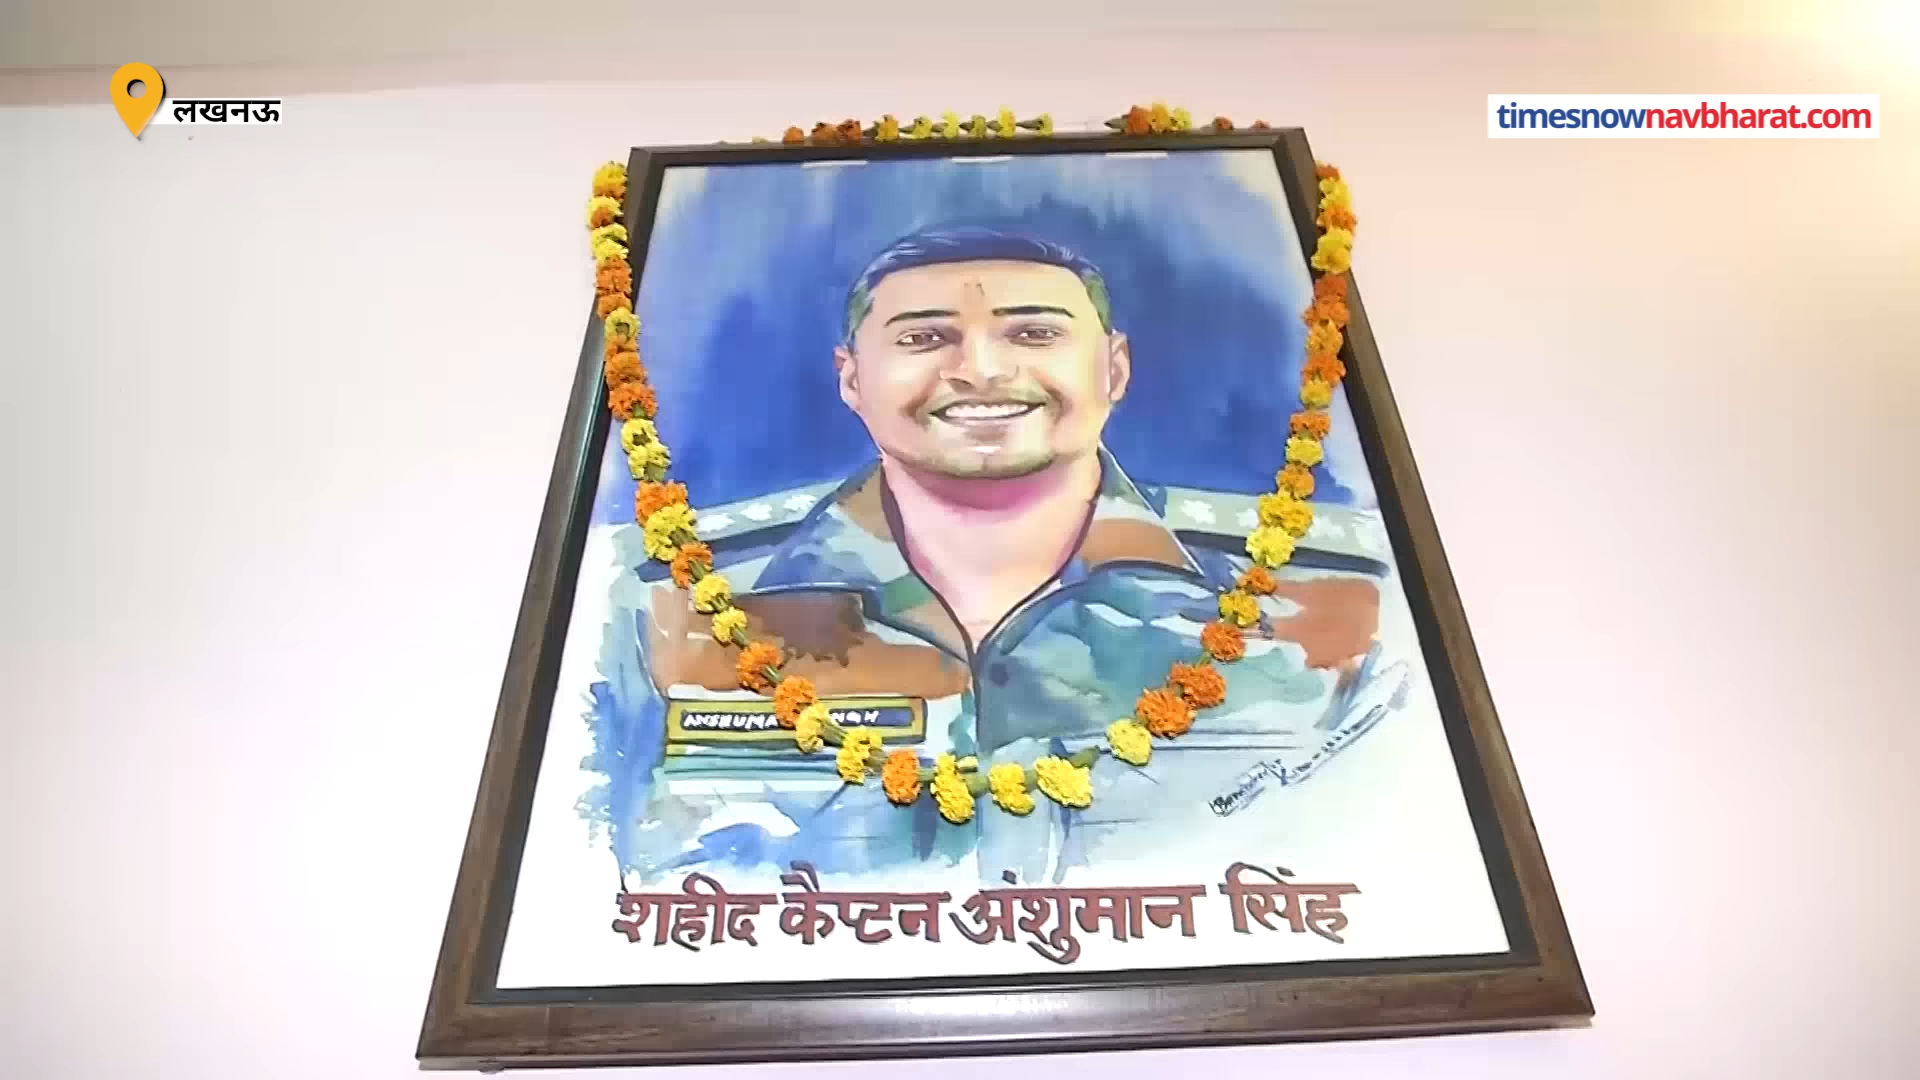 लखनऊ
timesnownavbharat.com
शहीद कैप्टन अंशुमान सिंह